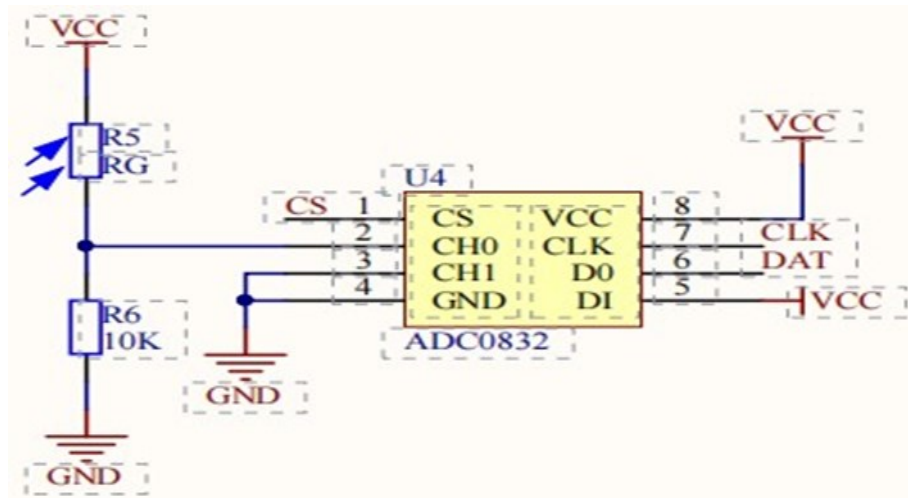 VCC
R5
RG
R6
10K
GND
GND
U4
CS 1
2
3
4
CS VCC
CH0 CLK
CH1 D0
GND DI
ADC0832
8
7
6
5
VCC
CLK
DAT
VCC